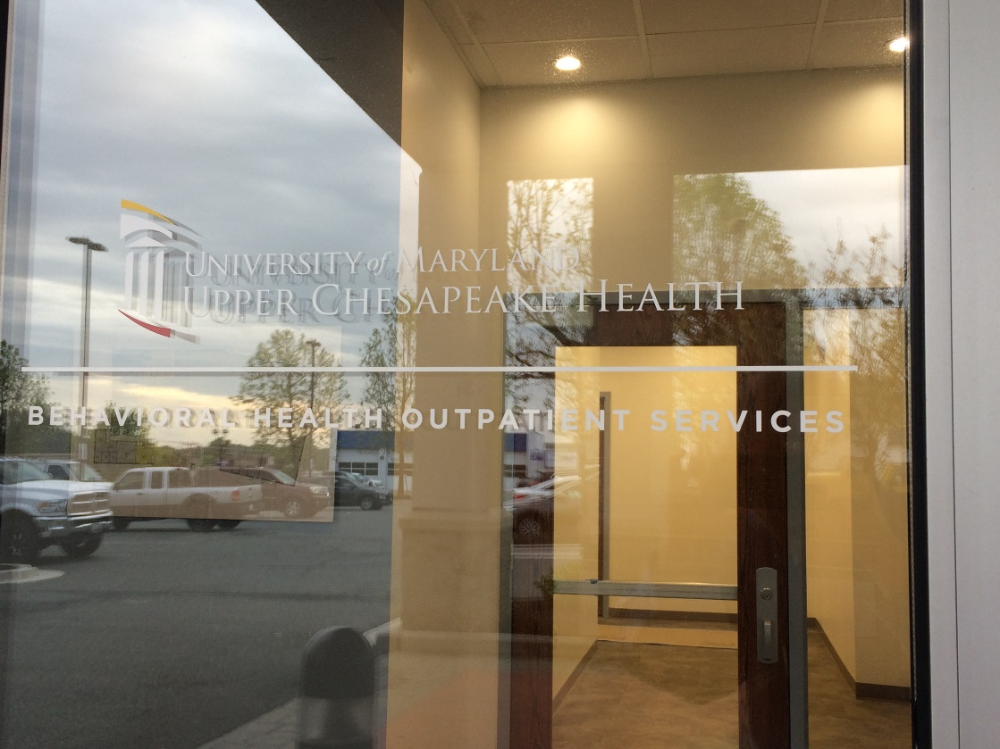 UNIVERSITY of MARYLAND
UPPER CHESAPEAKE HEALTH
BEHAVIORAL HEALTH OUTPATIENT SERVICES